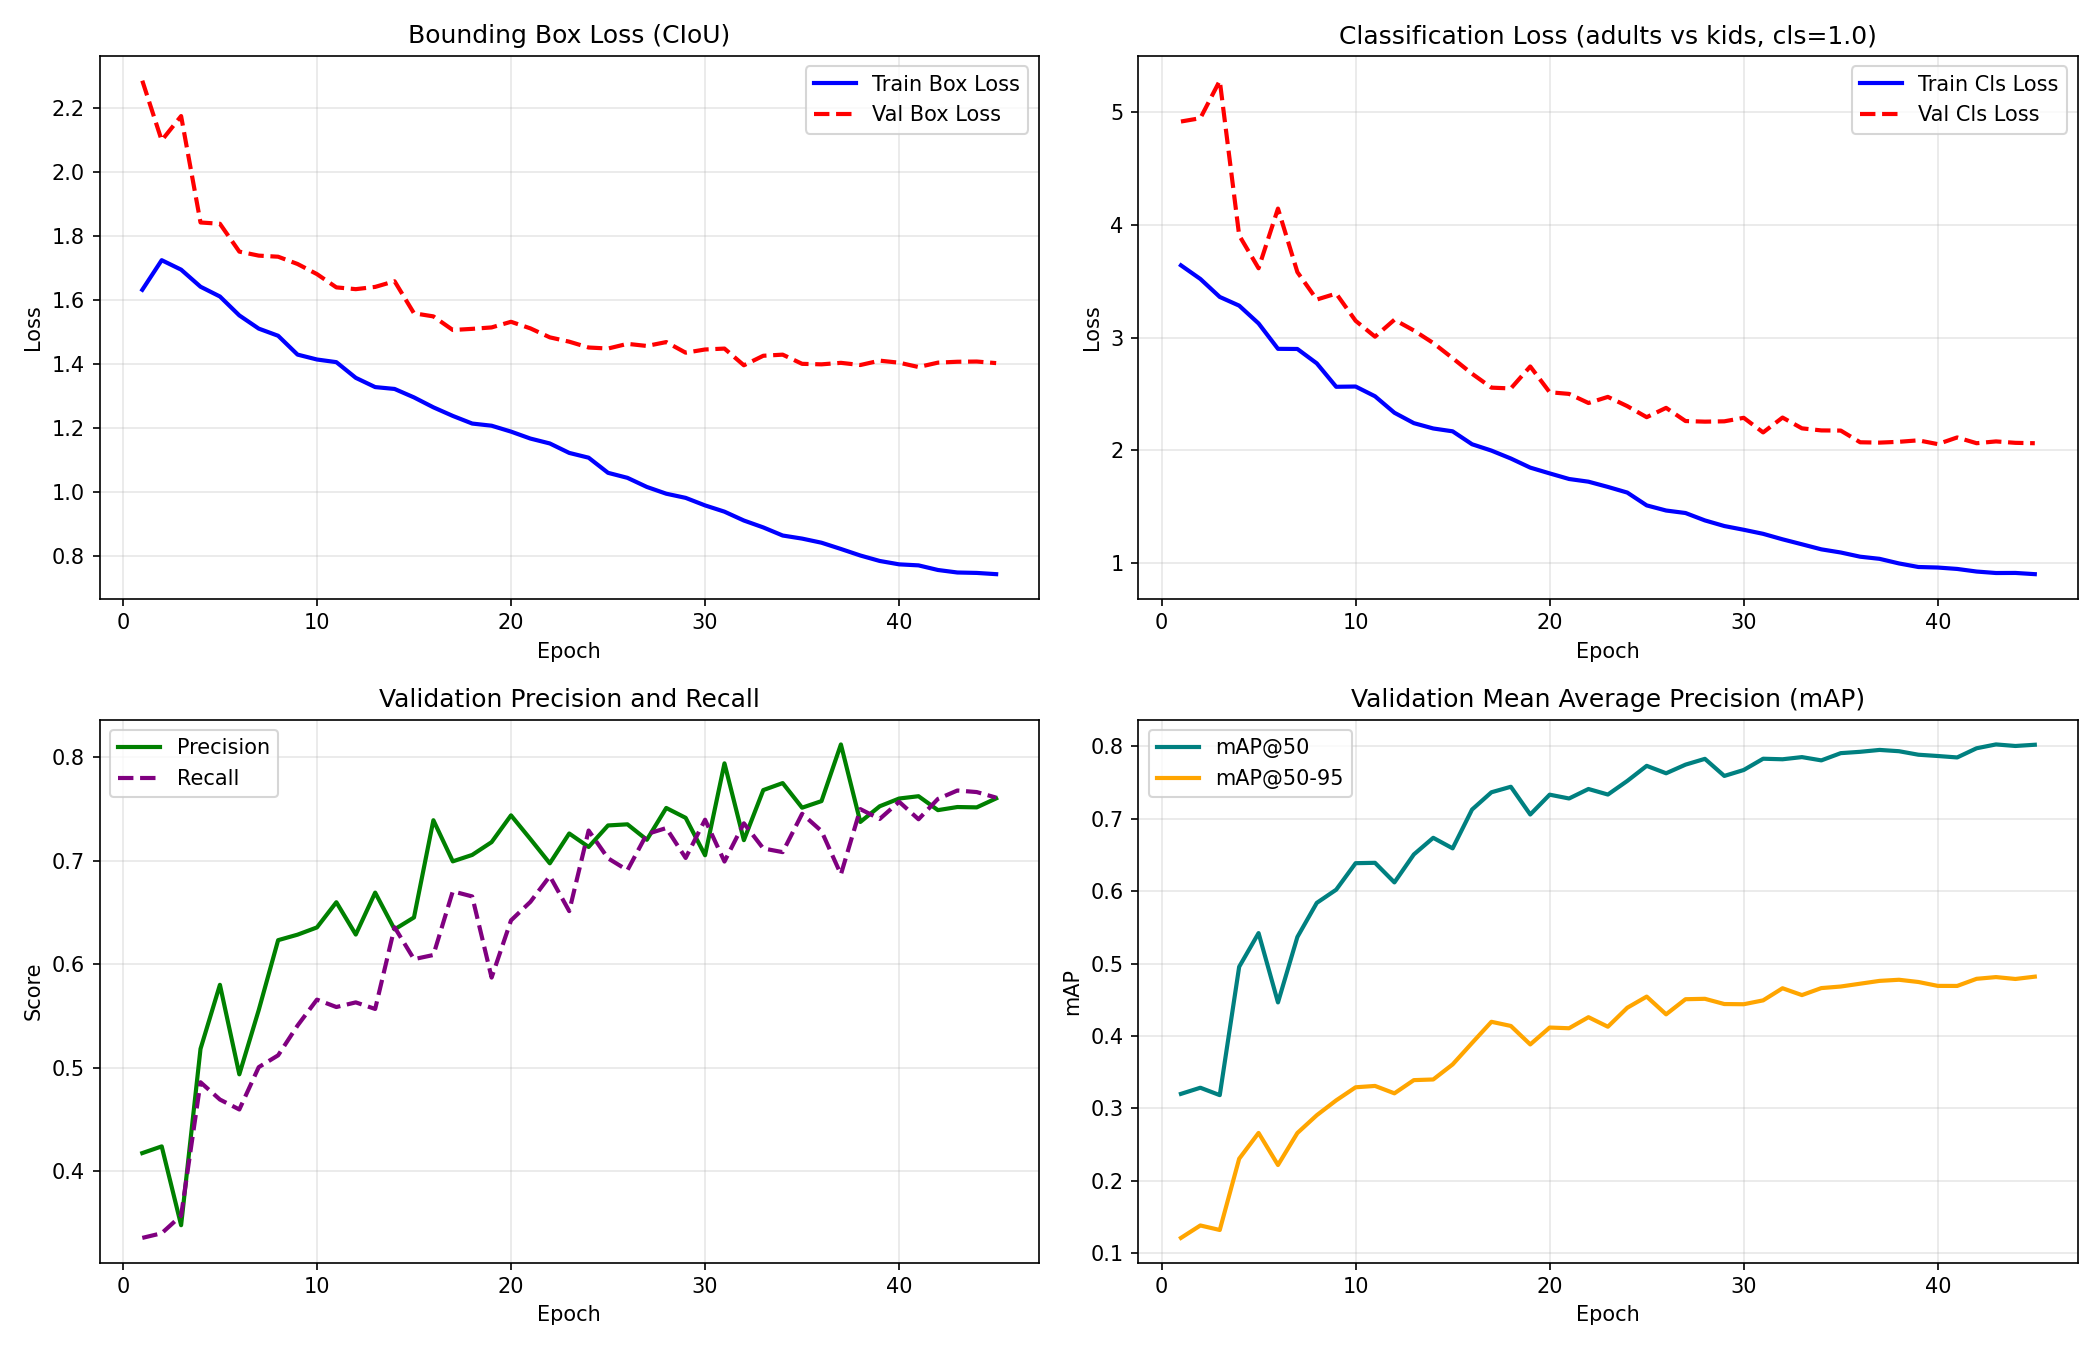 Bounding Box Loss (CIoU)
Train Box Loss
Val Box Loss
2.2
2.0
1.8
1.6
1.4
1.2
1.0
0.8
Loss
0 10 20 30 40
Epoch
Classification Loss (adults vs kids, cls=1.0)
Train Cls Loss
Val Cls Loss
5
4
3
2
1
Loss
0 10 20 30 40
Epoch
Validation Precision and Recall
Precision
Recall
0.8
0.7
0.6
0.5
0.4
Score
0 10 20 30 40
Epoch
Validation Mean Average Precision (mAP)
mAP@50
mAP@50-95
0.8
0.7
0.6
0.5
0.4
0.3
0.2
0.1
mAP
0 10 20 30 40
Epoch